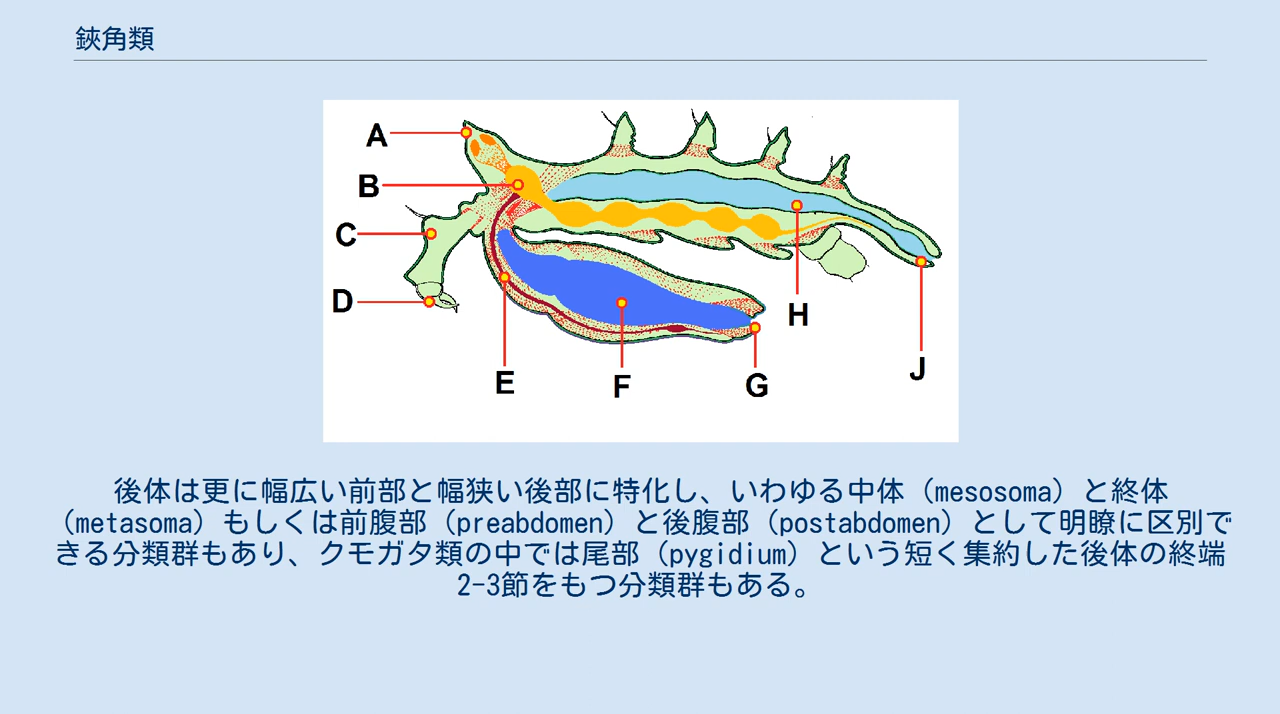 鋏角類
A
B
C
D
E
F
G
H
J
後体は更に幅広い前部と幅狭い後部に特化し、いわゆる中体（mesosoma）と終体
（metasoma）もしくは前腹部（preabdomen）と後腹部（postabdomen）として明瞭に区別で
きる分類群もあり、クモガタ類の中では尾部（pygidium）という短く集約した後体の終端
2-3節をもつ分類群もある。